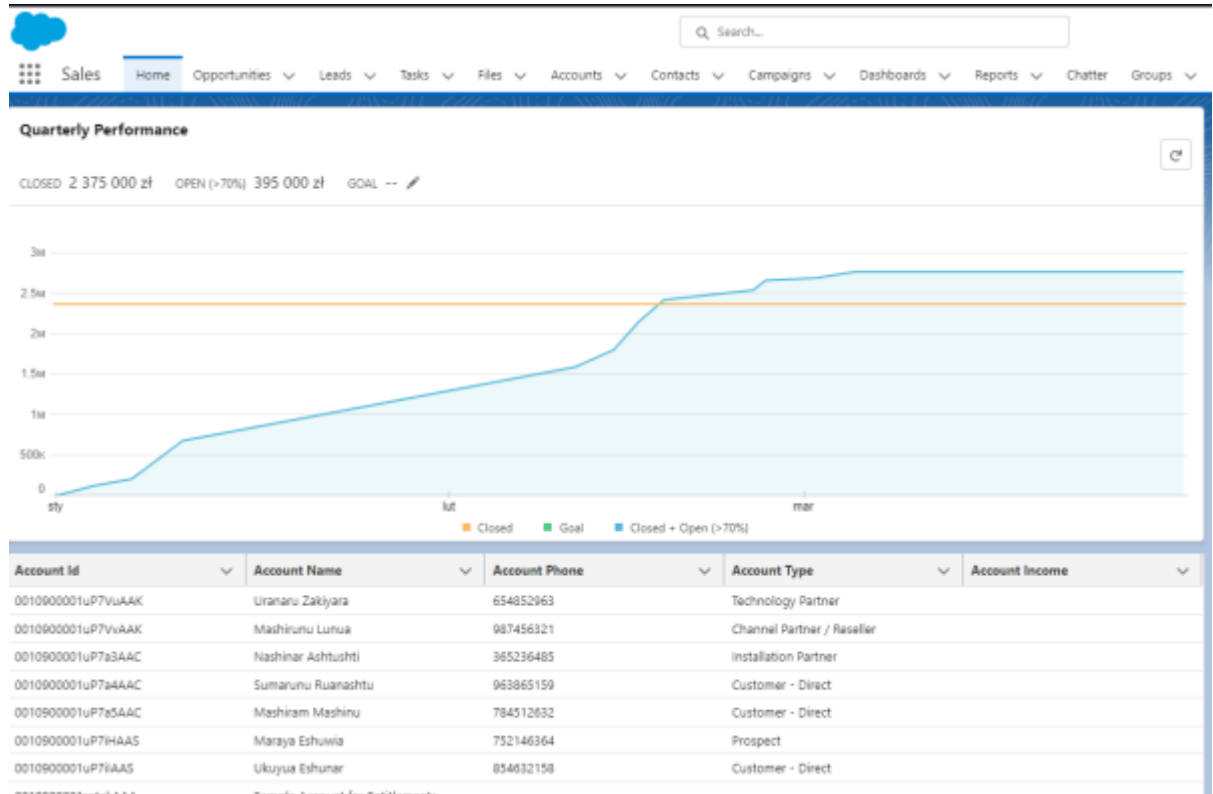 Search...
Sales Home Opportunities Leads Tasks Files Accounts Contacts Campaigns Dashboards Reports Chatter Groups
Quarterly Performance
CLOSED 2 375 000 zł OPEN (>70%) 395 000 zł GOAL --
3M
2.5M
2M
1.5M
1M
500K
0
sty lut mar
Closed Goal Closed + Open (>70%)
Account Id Account Name Account Phone Account Type Account Income
0010900001uP7VuAAK Uranaru Zakiyara 654852963 Technology Partner
0010900001uP7VvAAK Mashirunu Lunua 987456321 Channel Partner / Reseller
0010900001uP7a3AAC Nashinar Ashtushti 365236485 Installation Partner
0010900001uP7a4AAC Sumarunu Ruanashtu 963865159 Customer - Direct
0010900001uP7a5AAC Mashiram Mashinu 784512632 Customer - Direct
0010900001uP7iHAAS Maraya Eshuwia 752146364 Prospect
Ukuyua Eshunar 854632158 Customer - Direct
Sample Account for Entitlements